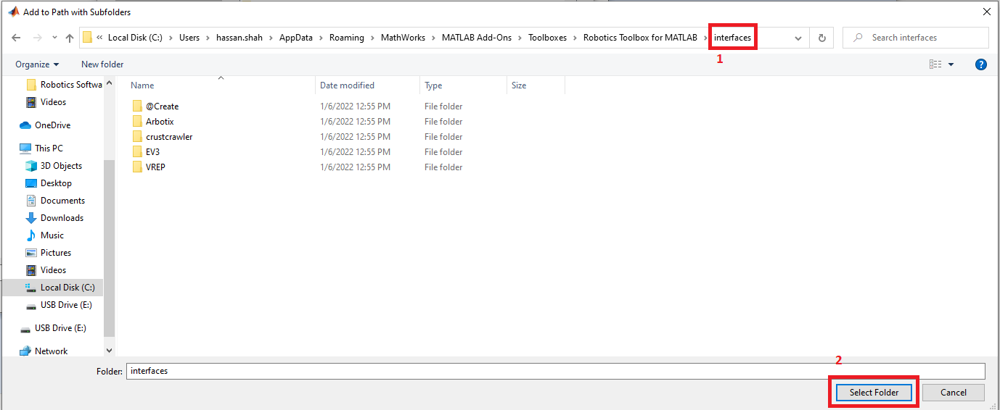 Add to Path with Subfolders
« Local Disk (C:) > Users > hassan.shah > AppData > Roaming > MathWorks > MATLAB Add-Ons > Toolboxes > Robotics Toolbox for MATLAB > interfaces
Search interfaces
1
Organize
New folder
?
Robotics Softwa
Videos
OneDrive
This PC
3D Objects
Desktop
Documents
Downloads
Music
Pictures
Videos
Local Disk (C:)
USB Drive (E:)
USB Drive (E:)
Network
Name Date modified Type Size
@Create 1/6/2022 12:55 PM File folder
Arbotix 1/6/2022 12:55 PM File folder
crustcrawler 1/6/2022 12:55 PM File folder
EV3 1/6/2022 12:55 PM File folder
VREP 1/6/2022 12:55 PM File folder
2
Folder: interfaces
Select Folder Cancel